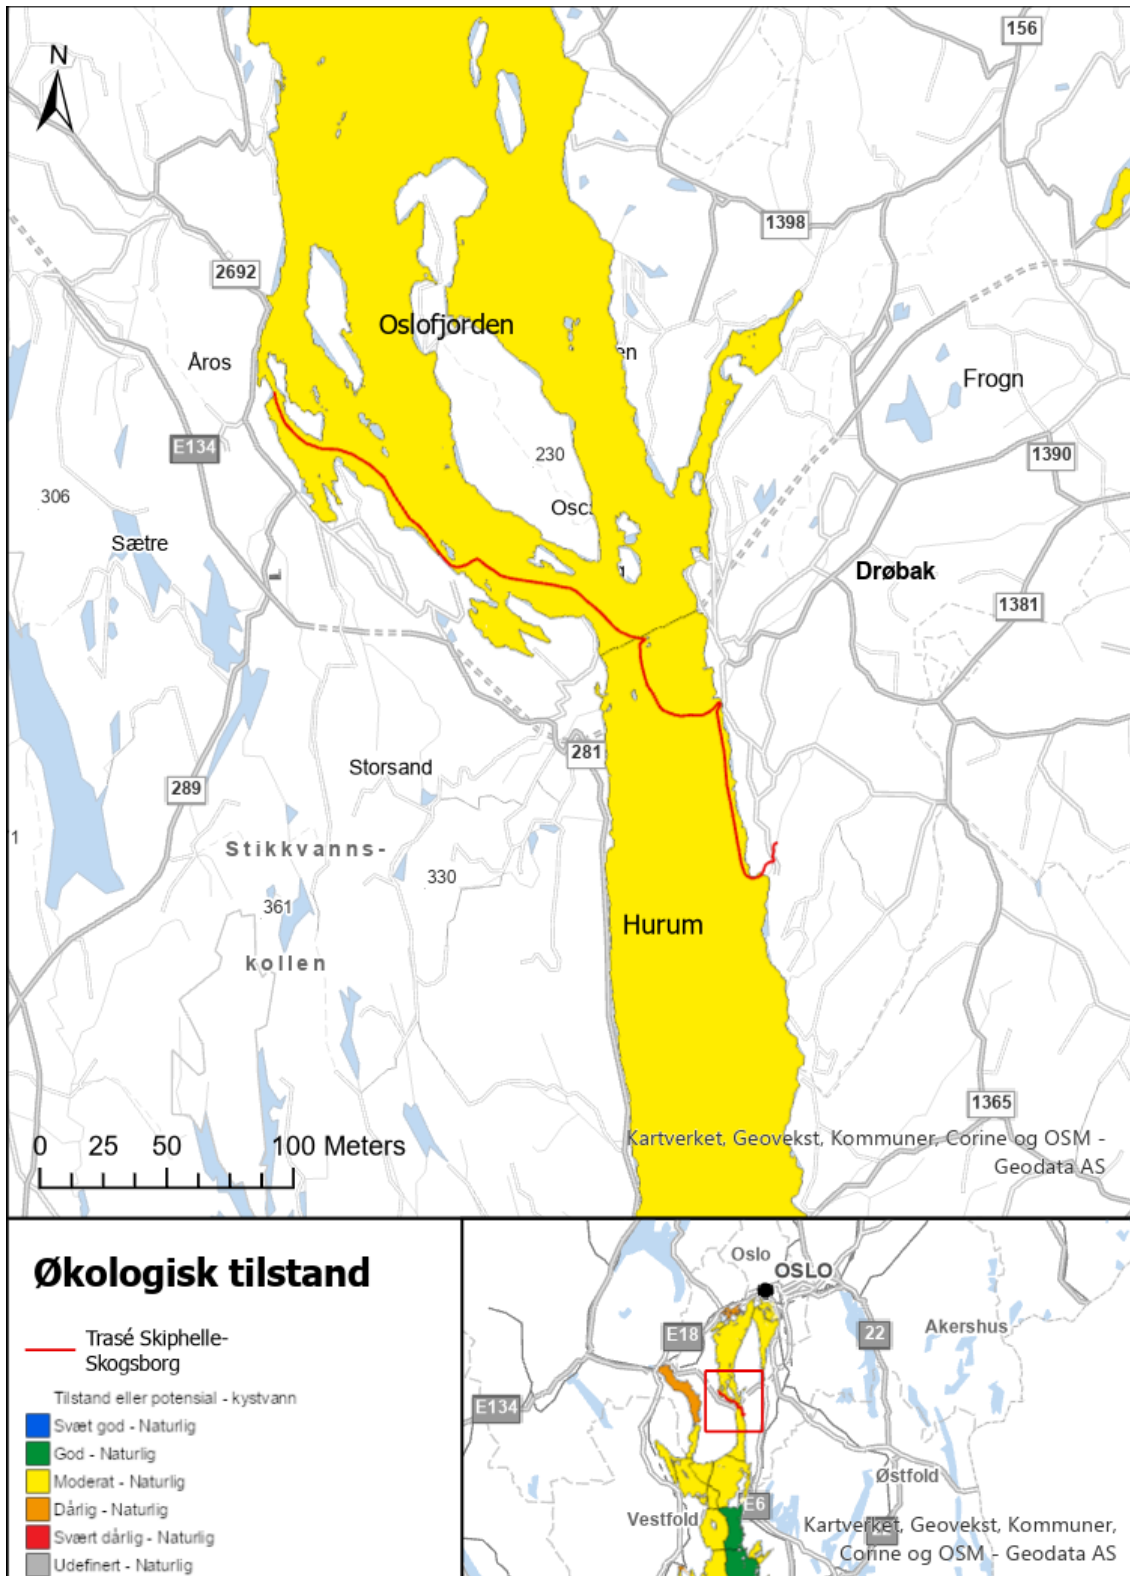 156
N
1398
2692
Oslofjorden
en
Åros
Frogn
E134
1390
230
306
Osc
Sætre
Drøbak
1381
281
Storsand
289
1
Stikkvanns-
330
361
Hurum
kollen
1365
0 25 50 100 Meters
Kartverket, Geovekst, Kommuner, Corine og OSM -
Geodata AS
Økologisk tilstand
Trasé Skiphelle-
Skogsborg
Tilstand eller potensial - kystvann
Svæt god - Naturlig
God - Naturlig
Moderat - Naturlig
Dårlig - Naturlig
Svært dårlig - Naturlig
Udefinert - Naturlig
Oslo
OSLO
E18
22
Akershus
E134
Østfold
E6
Vestfold
Kartverket, Geovekst, Kommuner,
Corine og OSM - Geodata AS